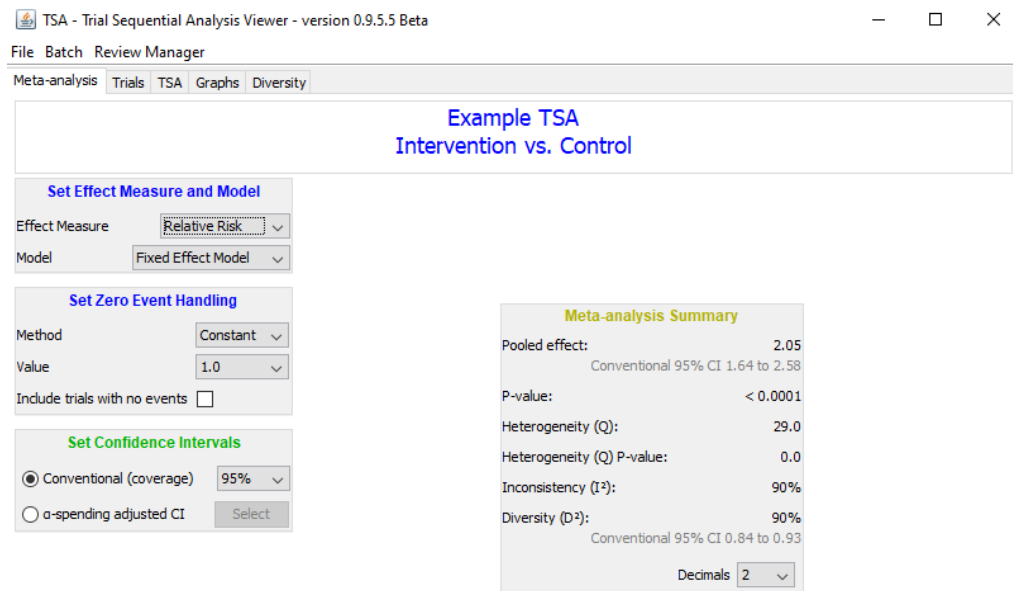 TSA - Trial Sequential Analysis Viewer - version 0.9.5.5 Beta
File Batch Review Manager
Meta-analysis Trials TSA Graphs Diversity
Example TSA
Intervention vs. Control
Set Effect Measure and Model
Effect Measure Relative Risk
Model Fixed Effect Model
Set Zero Event Handling
Method Constant
Value 1.0
Include trials with no events
Set Confidence Intervals
Conventional (coverage) 95%
α-spending adjusted CI Select
Meta-analysis Summary
Pooled effect: 2.05
Conventional 95% CI 1.64 to 2.58
P-value: < 0.0001
Heterogeneity (Q): 29.0
Heterogeneity (Q) P-value: 0.0
Inconsistency (I²): 90%
Diversity (D²): 90%
Conventional 95% CI 0.84 to 0.93
Decimals 2